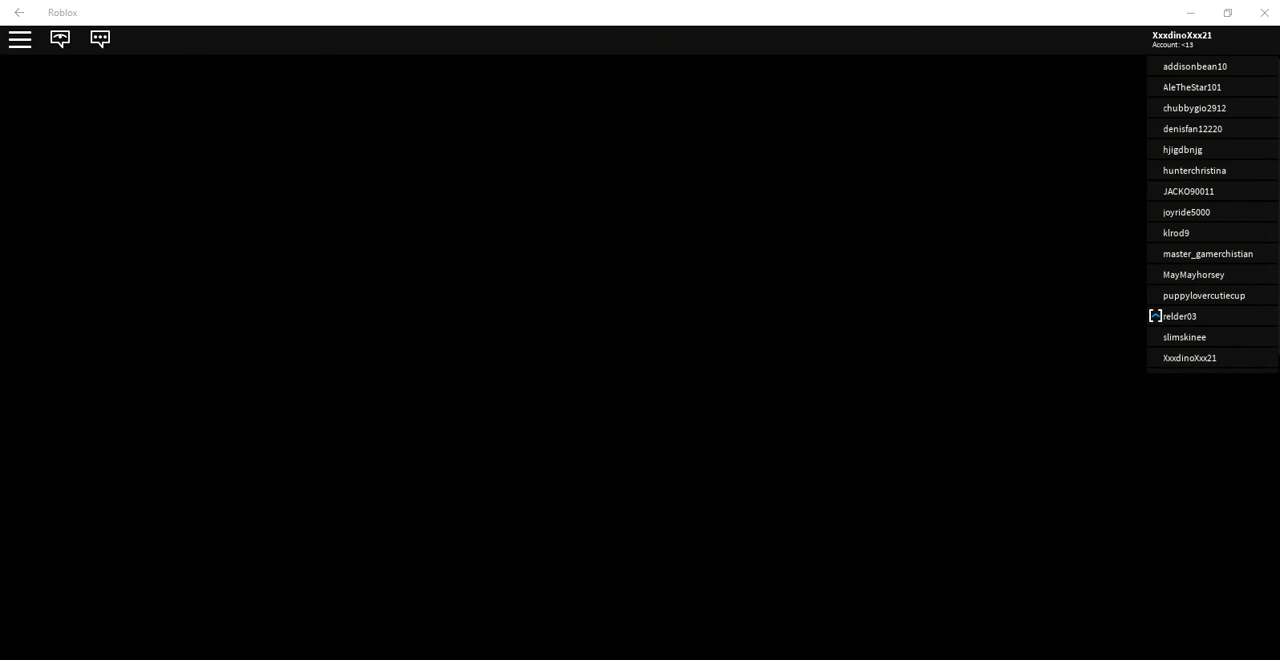 Roblox
XxxdinoXxx21
Account: <13
addisonbean10
AleTheStar101
chubbygio2912
denisfan12220
hjigdbnjg
hunterchristina
JACKO90011
joyride5000
klrod9
master_gamerchistian
MayMayhorsey
puppylovercutiecup
relder03
slimskinee
XxxdinoXxx21